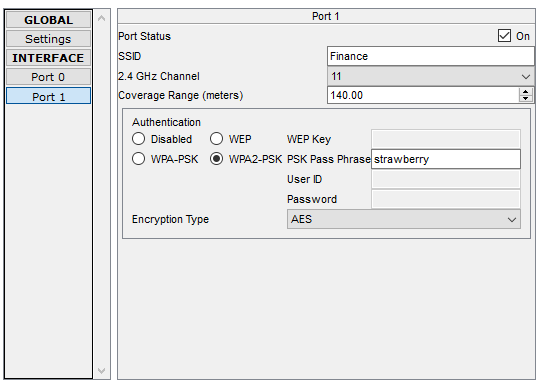 GLOBAL
Settings
INTERFACE
Port 0
Port 1
Port 1
Port Status On
SSID Finance
2.4 GHz Channel 11
Coverage Range (meters) 140.00
Authentication
Disabled WEP WEP Key
WPA-PSK WPA2-PSK PSK Pass Phrase strawberry
User ID
Password
Encryption Type AES